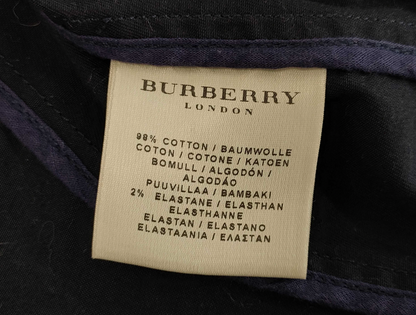 BURBERRY
LONDON
98% COTTON / BAUMWOLLE
COTON / COTONE / KATOEN
BOMULL / ALGODÓN /
ALGODÃO
PUUVILLAA / BAMBAKI
2% ELASTANE / ELASTHAN
ELASTHANNE
ELASTAN / ELASTANO
ELASTAANIA / ΕΛΑΣΤΑΝ